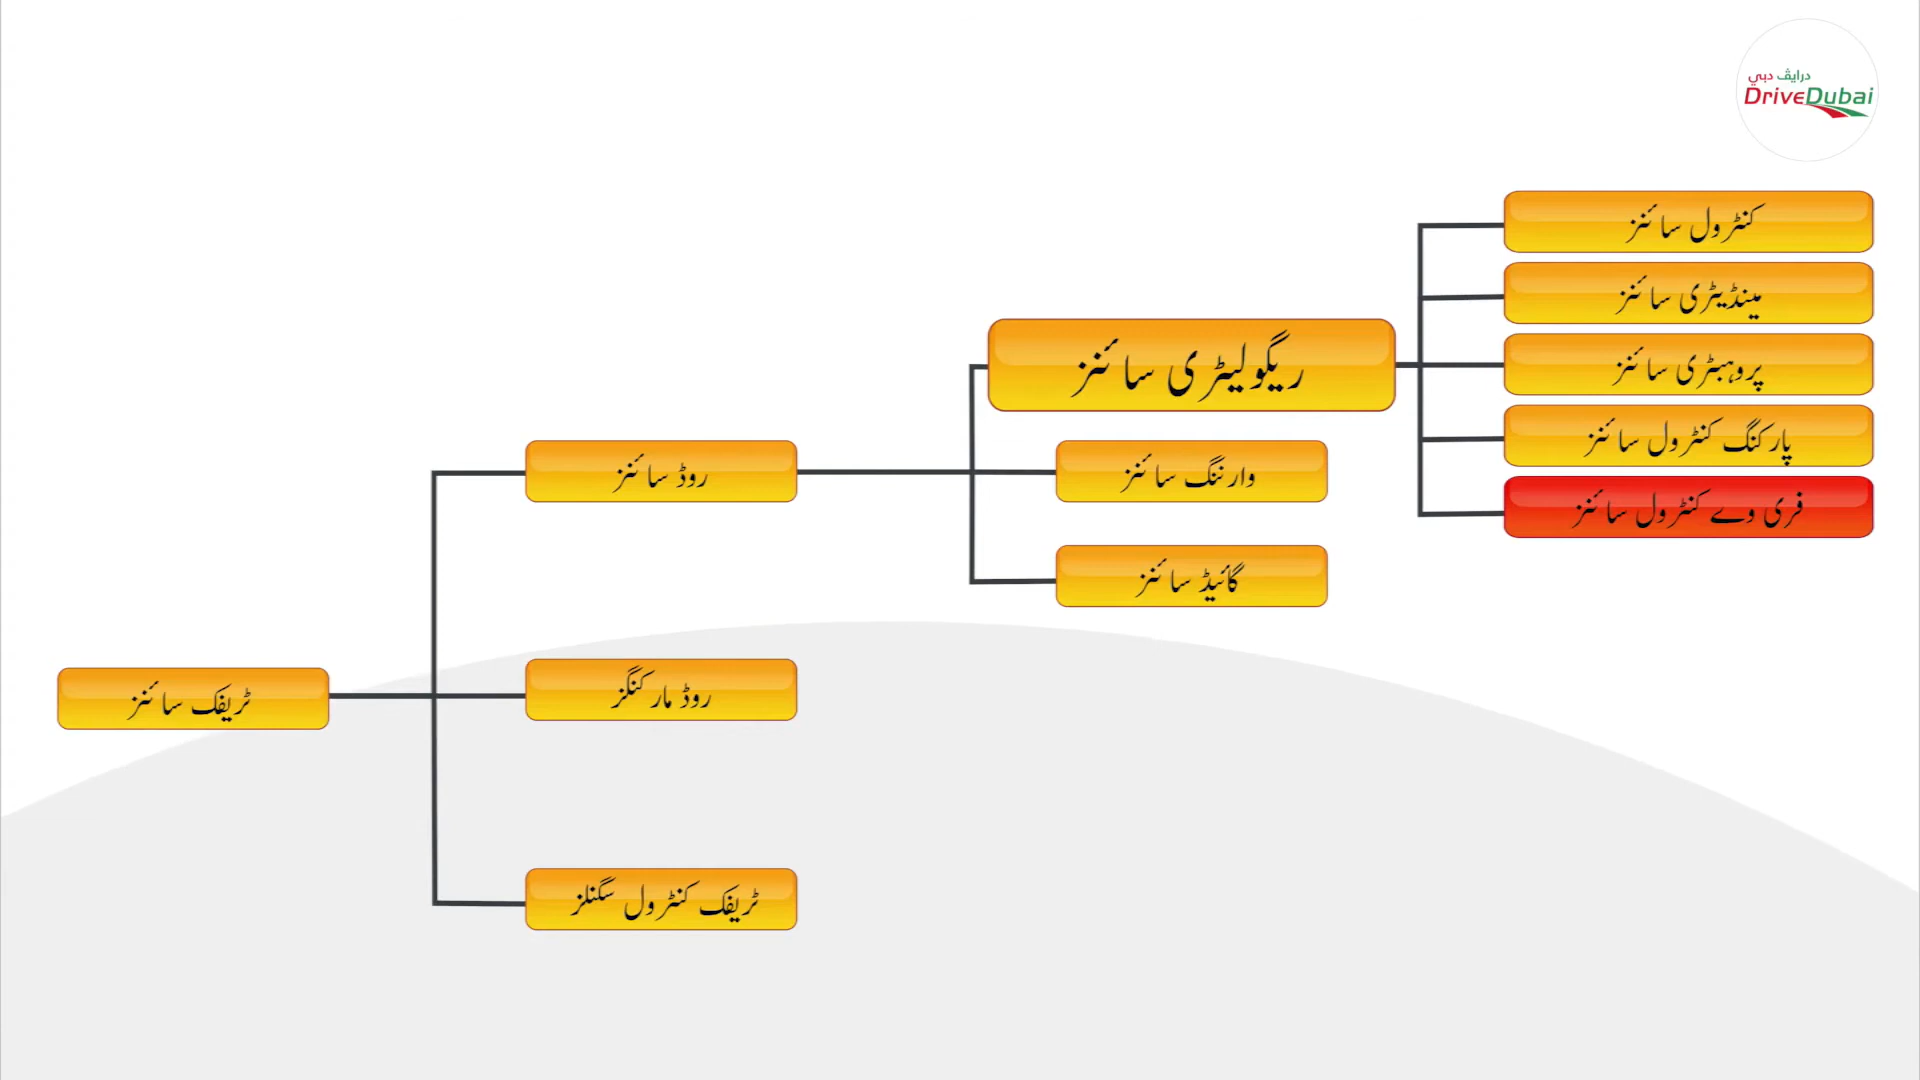 درايف دبي
DriveDubai
کنٹرول سائنز
مینڈیٹری سائنز
ریگولیٹری سائنز
پروہبٹری سائنز
پارکنگ کنٹرول سائنز
روڈ سائنز
وارننگ سائنز
فری وے کنٹرول سائنز
گائیڈ سائنز
ٹریفک سائنز
روڈ مارکنگز
ٹریفک کنٹرول سگنلز